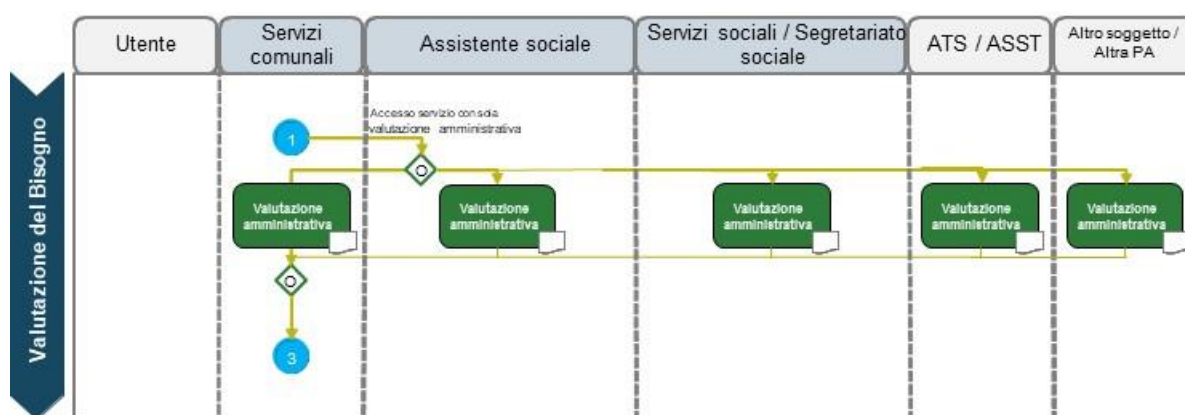 Utente
Servizi
comunali
Assistente sociale
Servizi sociali / Segretariato
sociale
ATS / ASST
Altro soggetto /
Altra PA
Valutazione del Bisogno
Accesso servizio con sola
valutazione amministrativa
1
O
Valutazione
amministrativa
Valutazione
amministrativa
Valutazione
amministrativa
Valutazione
amministrativa
Valutazione
amministrativa
O
3